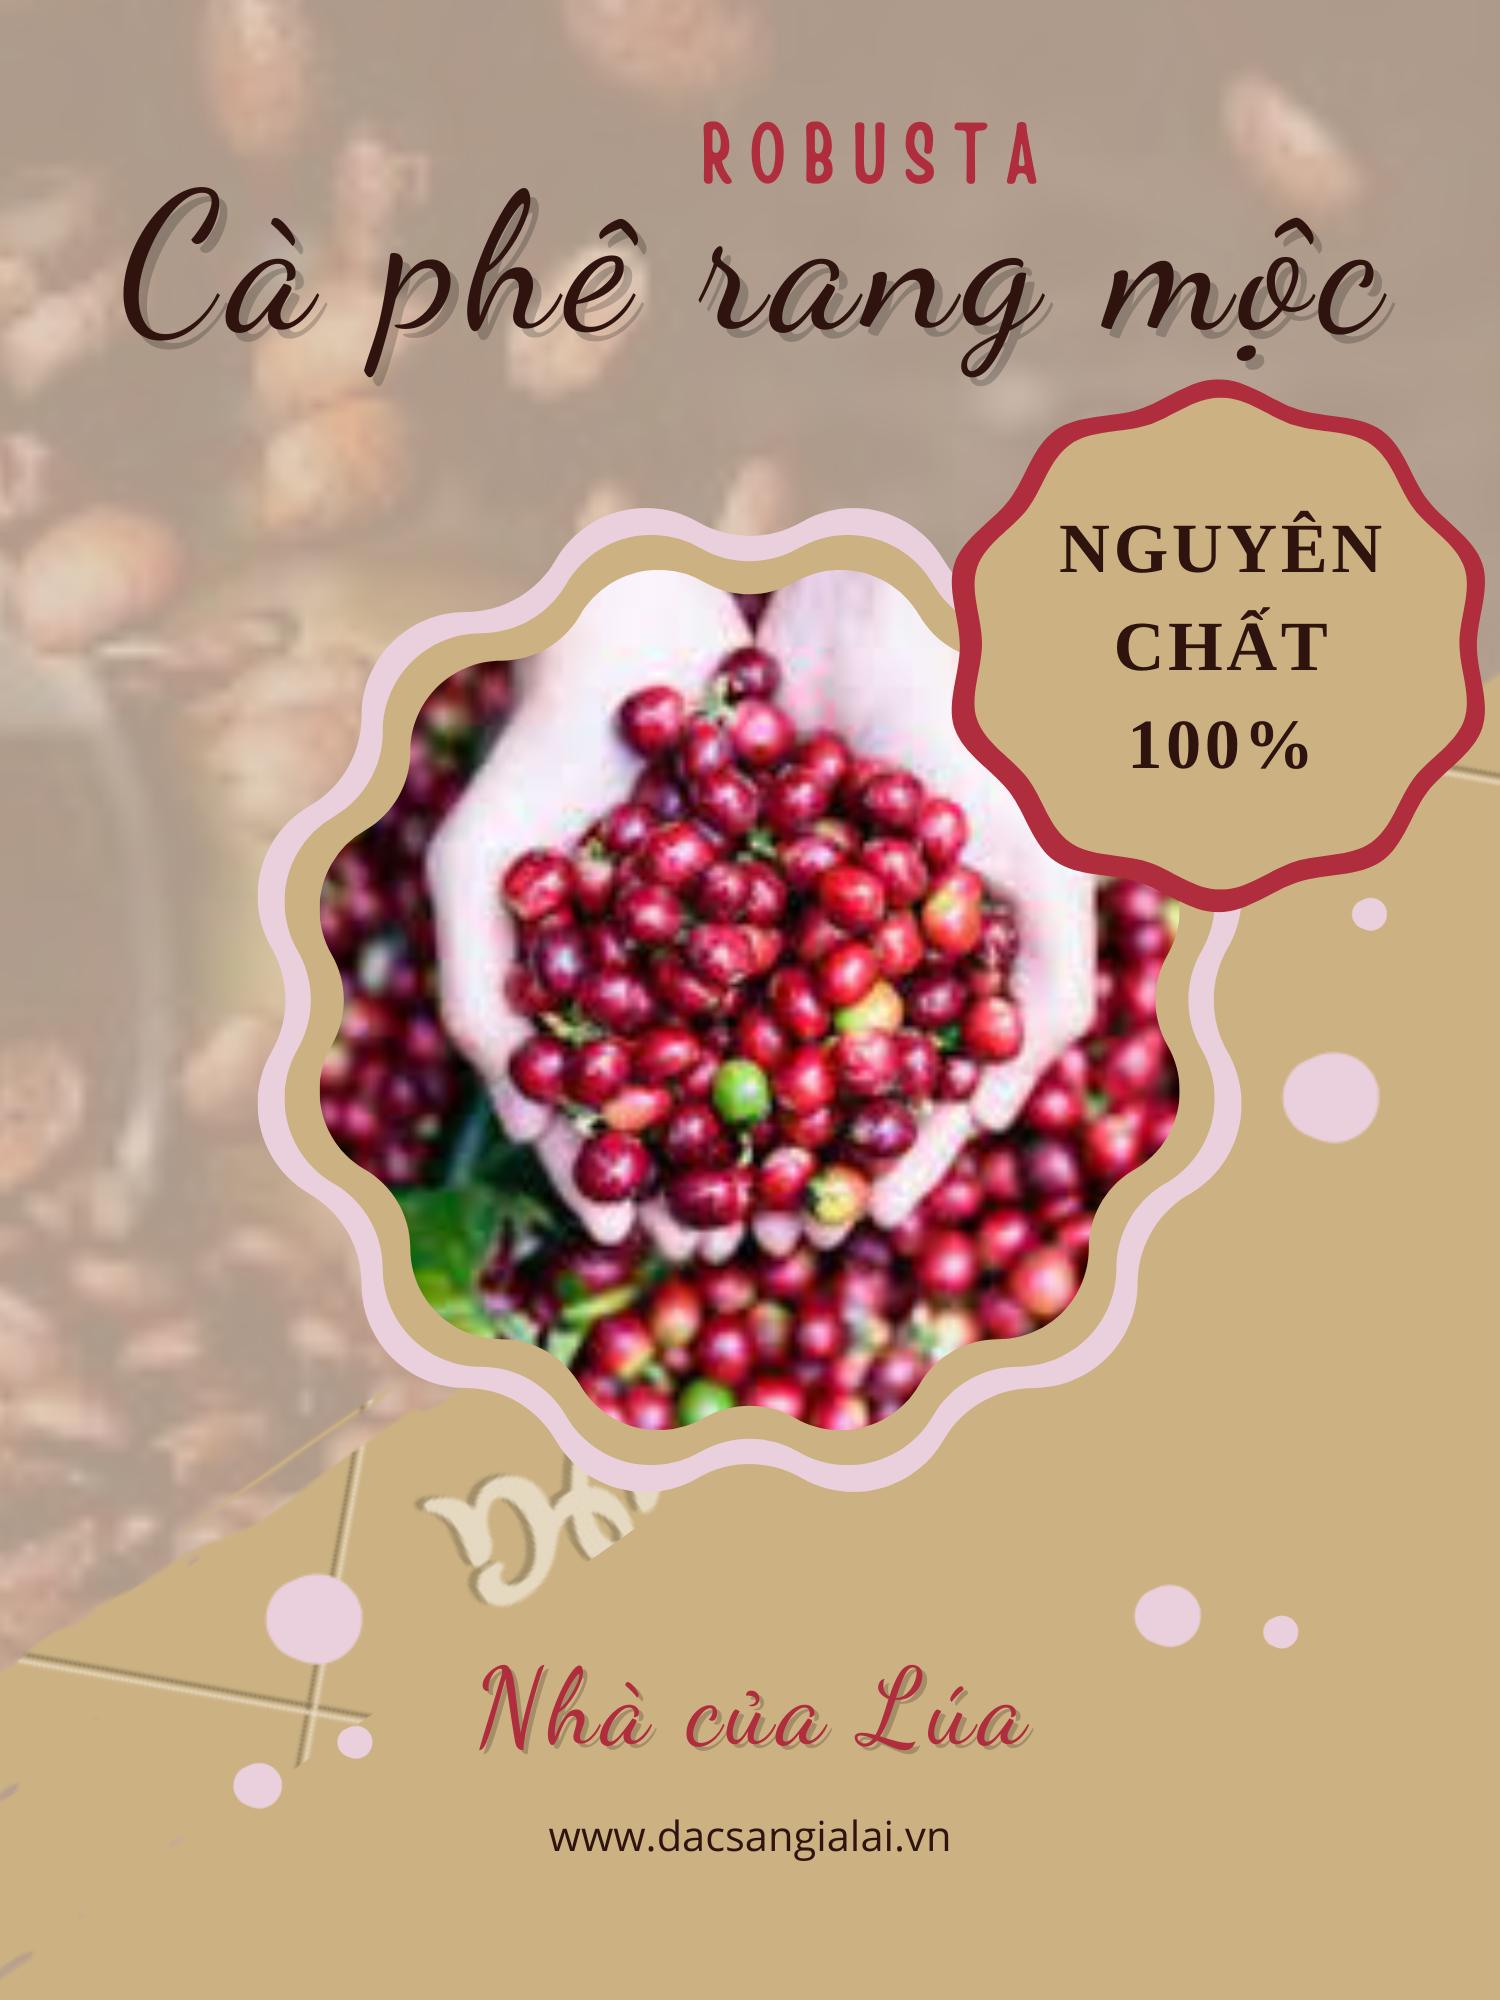 ROBUSTA
Cà phê rang mộc
NGUYÊN
CHẤT
100%
Nhà của Lúa
www.dacsangialai.vn